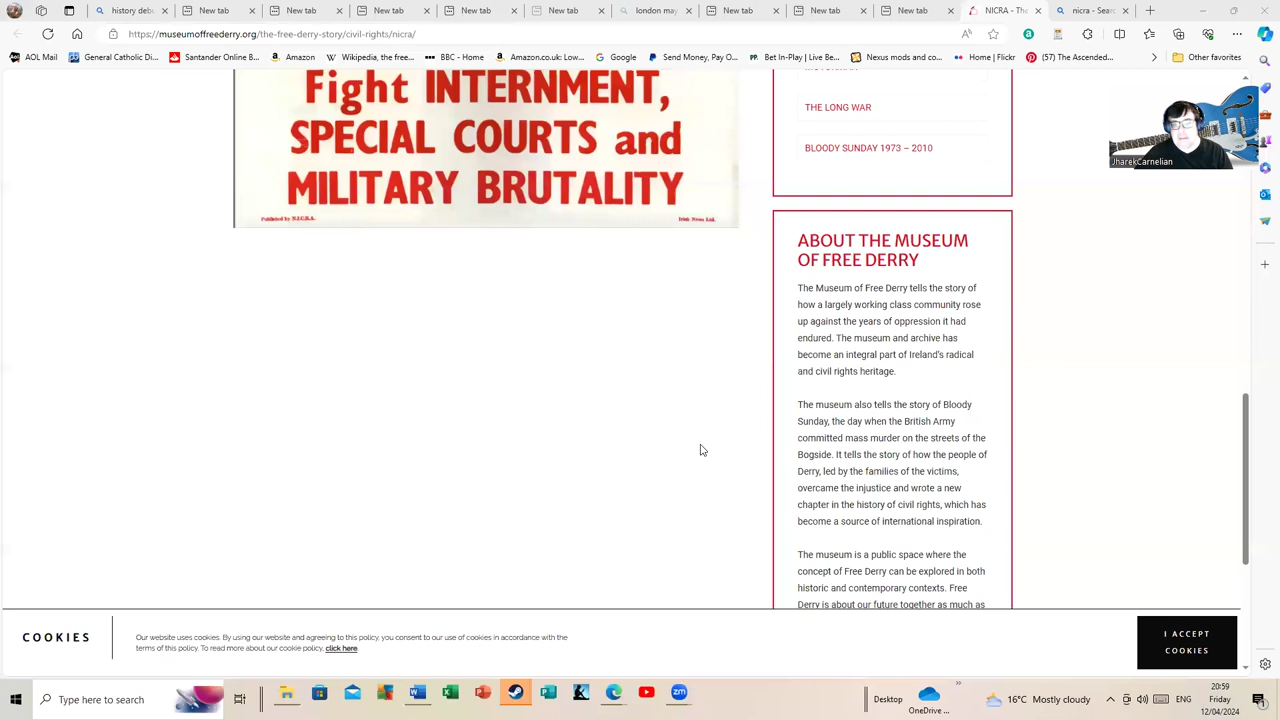 history deb
New tab
New tab
history ba
New tab
london ma
New tab
New tab
New tab
NICRA - The
nicra - Sear
https://museumoffreederry.org/the-free-derry-story/civil-rights/nicra/
AOL Mail
General Catholic Di...
Santander Online B...
Amazon
Wikipedia, the free...
BBC - Home
Amazon.co.uk: Low...
Google
Send Money, Pay O...
Bet In-Play | Live Be...
Nexus mods and co...
Home | Flickr
(57) The Ascended...
Other favorites
Fight INTERNMENT,
SPECIAL COURTS and
MILITARY BRUTALITY
Published by N.I.C.R.A.
Irish News Ltd.
THE LONG WAR
BLOODY SUNDAY 1973 – 2010
JharekCarnelian
ABOUT THE MUSEUM
OF FREE DERRY
The Museum of Free Derry tells the story of
how a largely working class community rose
up against the years of oppression it had
endured. The museum and archive has
become an integral part of Ireland's radical
and civil rights heritage.
The museum also tells the story of Bloody
Sunday, the day when the British Army
committed mass murder on the streets of the
Bogside. It tells the story of how the people of
Derry, led by the families of the victims,
overcame the injustice and wrote a new
chapter in the history of civil rights, which has
become a source of international inspiration.
The museum is a public space where the
concept of Free Derry can be explored in both
historic and contemporary contexts. Free
Derry is about our future together as much as
COOKIES
Our website uses cookies. By using our website and agreeing to this policy, you consent to our use of cookies in accordance with the
terms of this policy. To read more about our cookie policy, click here.
I ACCEPT
COOKIES
Type here to search
Desktop
OneDrive ...
16°C Mostly cloudy
ENG
20:59
Friday
12/04/2024